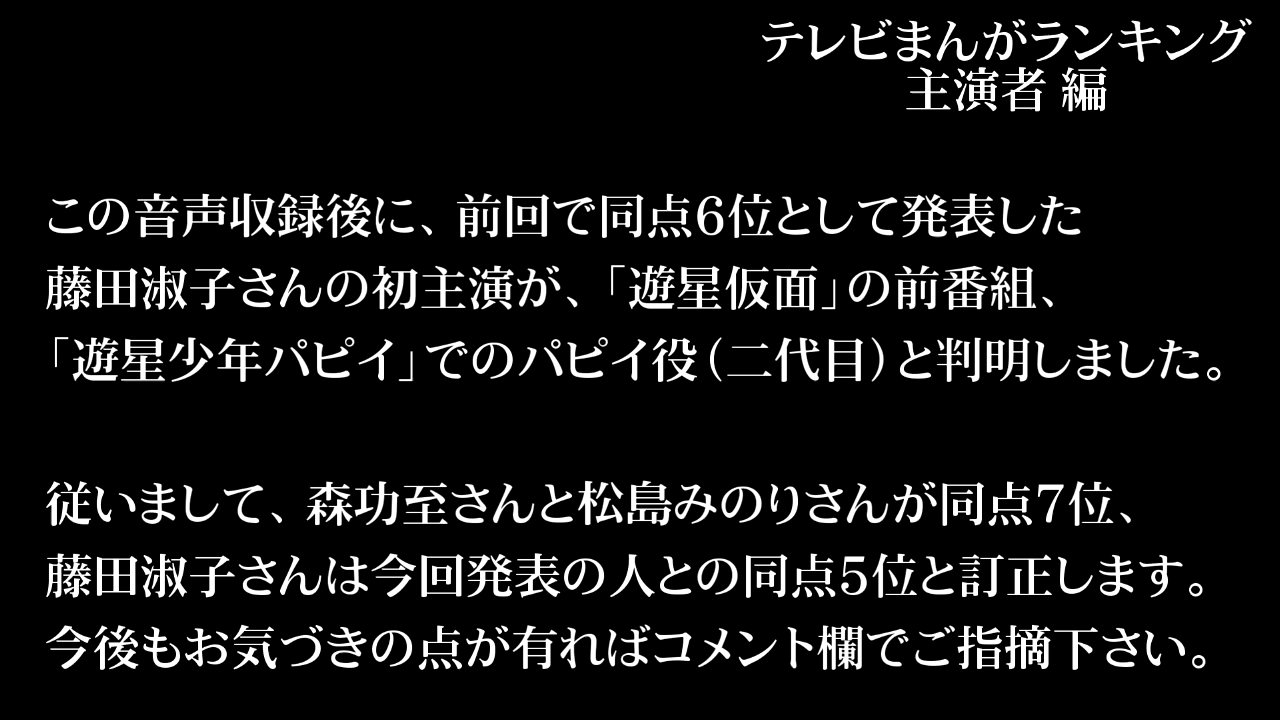 テレビまんがランキング
主演者 編
この音声収録後に、前回で同点6位として発表した
藤田淑子さんの初主演が、「遊星仮面」の前番組、
「遊星少年パピイ」でのパピイ役（二代目）と判明しました。
従いまして、森功至さんと松島みのりさんが同点7位、
藤田淑子さんは今回発表の人との同点5位と訂正します。
今後もお気づきの点が有ればコメント欄でご指摘下さい。